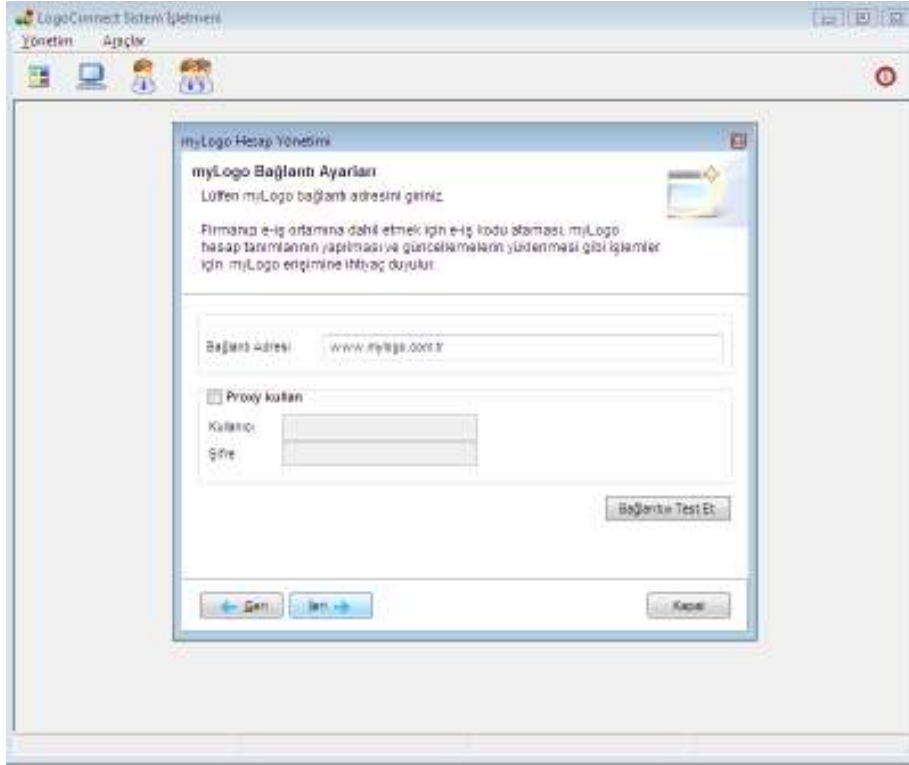 LogoConnect Sistem İşletmeni
Yönetim Araçlar
myLogo Hesap Yönetimi
myLogo Bağlantı Ayarları
Lütfen myLogo bağlantı adresini giriniz.
Firmanızı e-iş ortamına dahil etmek için e-iş kodu ataması, myLogo
hesap tanımlarının yapılması ve güncellemelerin yüklenmesi gibi işlemler
için myLogo erişimine ihtiyaç duyulur.
Bağlantı Adresi www.mylogo.com.tr
Proxy kullan
Kullanıcı
Şifre
Bağlantıyı Test Et
Geri İleri Kapat